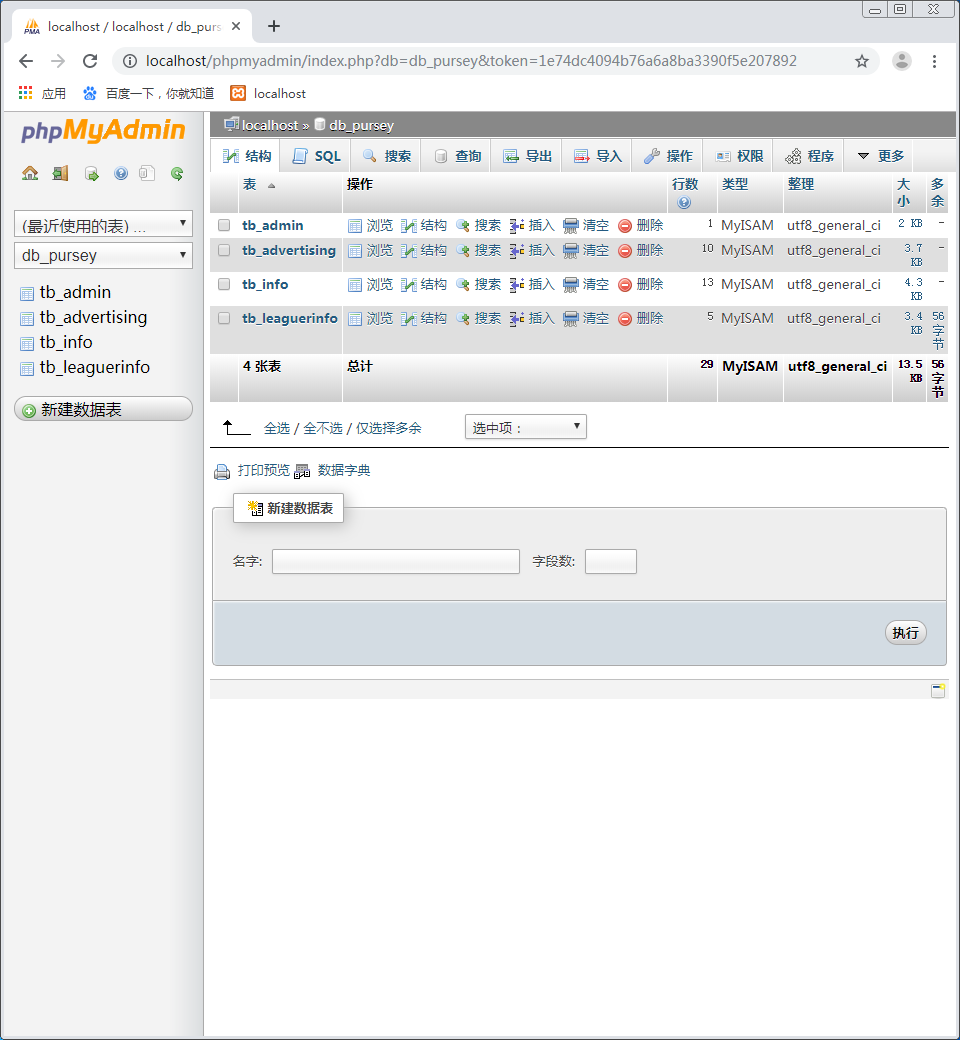 localhost / localhost / db_purs
localhost/phpmyadmin/index.php?db=db_pursey&token=1e74dc4094b76a6a8ba3390f5e207892
应用 百度一下，你就知道 localhost
phpMyAdmin
(最近使用的表) ...
db_pursey
tb_admin
tb_advertising
tb_info
tb_leaguerinfo
新建数据表
localhost » db_pursey
结构 SQL 搜索 查询 导出 导入 操作 权限 程序 更多
表 操作 行数 类型 整理 大小 多余
tb_admin 浏览 结构 搜索 插入 清空 删除 1 MyISAM utf8_general_ci 2 KB -
tb_advertising 浏览 结构 搜索 插入 清空 删除 10 MyISAM utf8_general_ci 3.7 KB -
tb_info 浏览 结构 搜索 插入 清空 删除 13 MyISAM utf8_general_ci 4.3 KB -
tb_leaguerinfo 浏览 结构 搜索 插入 清空 删除 5 MyISAM utf8_general_ci 3.4 KB 56 字节
4 张表 总计 29 MyISAM utf8_general_ci 13.5 KB 56 字节
全选 / 全不选 / 仅选择多余 选中项：
打印预览 数据字典
新建数据表
名字: 字段数:
执行